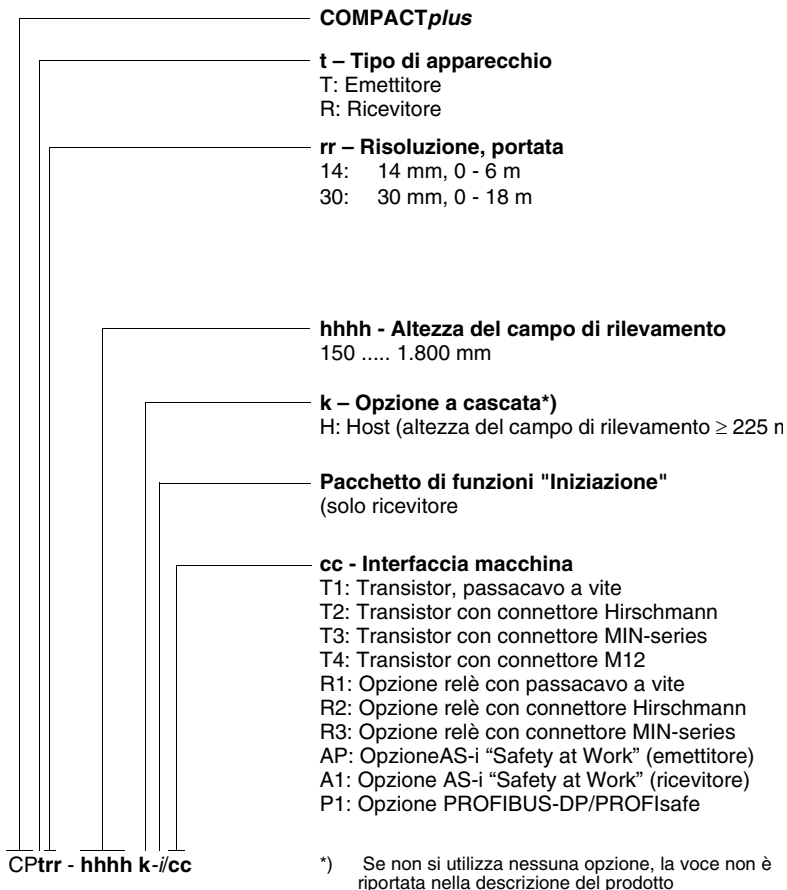 COMPACTplus
t – Tipo di apparecchio
T: Emettitore
R: Ricevitore
rr – Risoluzione, portata
14: 14 mm, 0 - 6 m
30: 30 mm, 0 - 18 m
hhhh - Altezza del campo di rilevamento
150 ..... 1.800 mm
k – Opzione a cascata*)
H: Host (altezza del campo di rilevamento ≥ 225
Pacchetto di funzioni "Iniziazione"
(solo ricevitore
cc - Interfaccia macchina
T1: Transistor, passacavo a vite
T2: Transistor con connettore Hirschmann
T3: Transistor con connettore MIN-series
T4: Transistor con connettore M12
R1: Opzione relè con passacavo a vite
R2: Opzione relè con connettore Hirschmann
R3: Opzione relè con connettore MIN-series
AP: OpzioneAS-i “Safety at Work” (emettitore)
A1: Opzione AS-i “Safety at Work” (ricevitore)
P1: Opzione PROFIBUS-DP/PROFIsafe
CPtrr - hhhh k-i/cc
*) Se non si utilizza nessuna opzione, la voce non è
riportata nella descrizione del prodotto